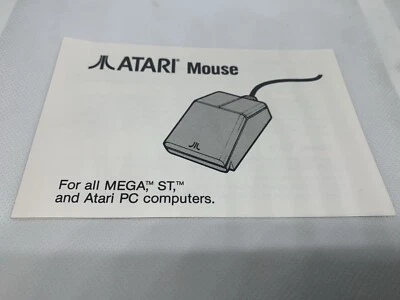 ATARI® Mouse
For all MEGA,™ ST,™
and Atari PC computers.